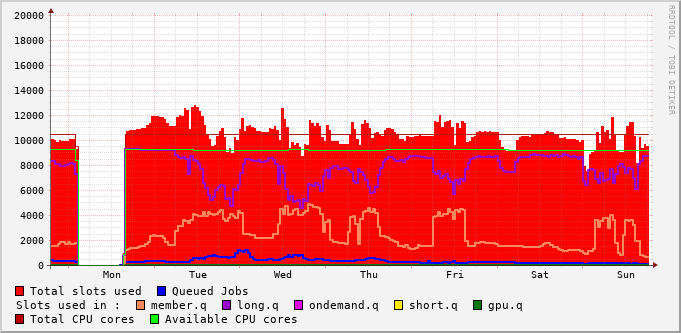 20000
18000
16000
14000
12000
10000
8000
6000
4000
2000
0
Mon Tue Wed Thu Fri Sat Sun
Total slots used Queued Jobs
Slots used in : member.q long.q ondemand.q short.q gpu.q
Total CPU cores Available CPU cores
RRDTOOL / TOBI OETIKER